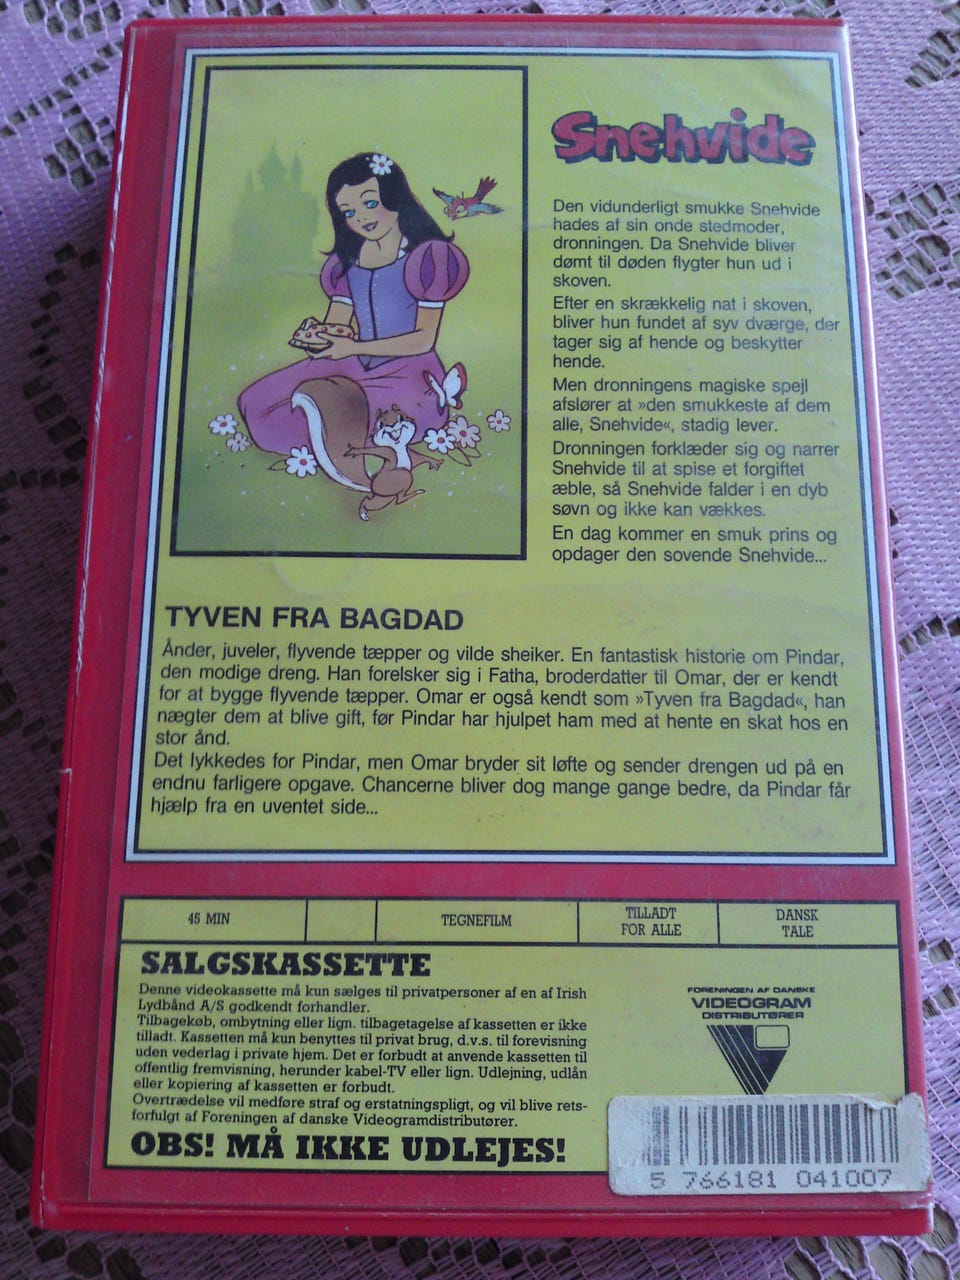 Snehvide
Den vidunderligt smukke Snehvide
hades af sin onde stedmoder,
dronningen. Da Snehvide bliver
dømt til døden flygter hun ud i
skoven.
Efter en skrækkelig nat i skoven,
bliver hun fundet af syv dværge, der
tager sig af hende og beskytter
hende.
Men dronningens magiske spejl
afslører at »den smukkeste af dem
alle, Snehvide«, stadig lever.
Dronningen forklæder sig og narrer
Snehvide til at spise et forgiftet
æble, så Snehvide falder i en dyb
søvn og ikke kan vækkes.
En dag kommer en smuk prins og
opdager den sovende Snehvide...
TYVEN FRA BAGDAD
Ånder, juveler, flyvende tæpper og vilde sheiker. En fantastisk historie om Pindar,
den modige dreng. Han forelsker sig i Fatha, broderdatter til Omar, der er kendt
for at bygge flyvende tæpper. Omar er også kendt som »Tyven fra Bagdad«, han
nægter dem at blive gift, før Pindar har hjulpet ham med at hente en skat hos en
stor ånd.
Det lykkedes for Pindar, men Omar bryder sit løfte og sender drengen ud på en
endnu farligere opgave. Chancerne bliver dog mange gange bedre, da Pindar får
hjælp fra en uventet side...
45 MIN
TEGNEFILM
TILLADT
FOR ALLE
DANSK
TALE
SALGSKASSETTE
Denne videokassette må kun sælges til privatpersoner af en af Irish
Lydbånd A/S godkendt forhandler.
Tilbagekøb, ombytning eller lign. tilbagetagelse af kassetten er ikke
tilladt. Kassetten må kun benyttes til privat brug, d.v.s. til forevisning
uden vederlag i private hjem. Det er forbudt at anvende kassetten til
offentlig fremvisning, herunder kabel-TV eller lign. Udlejning, udlån
eller kopiering af kassetten er forbudt.
Overtrædelse vil medføre straf og erstatningspligt, og vil blive rets-
forfulgt af Foreningen af danske Videogramdistributører.
OBS! MÅ IKKE UDLEJES!
FORENINGEN AF DANSKE
VIDEOGRAM
DISTRIBUTØRER
5 766181 041007